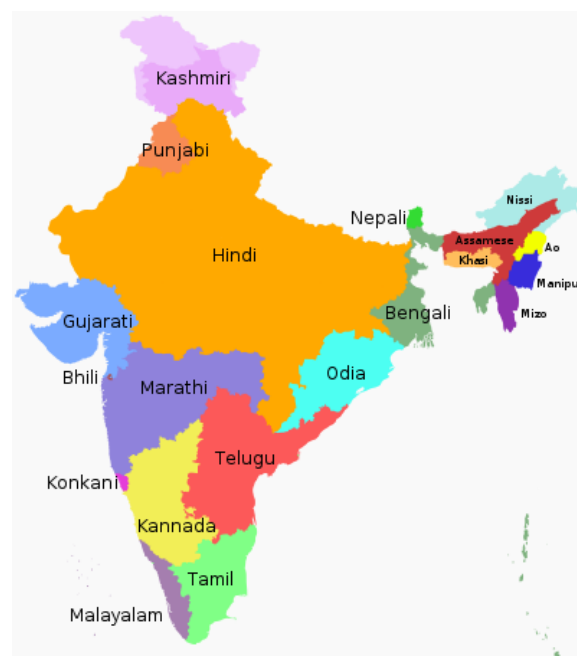 Kashmiri
Punjabi
Nissi
Nepali
Assamese
Ao
Hindi
Khasi
Manipu
Gujarati
Bengali
Mizo
Bhili
Marathi
Odia
Telugu
Konkani
Kannada
Tamil
Malayalam